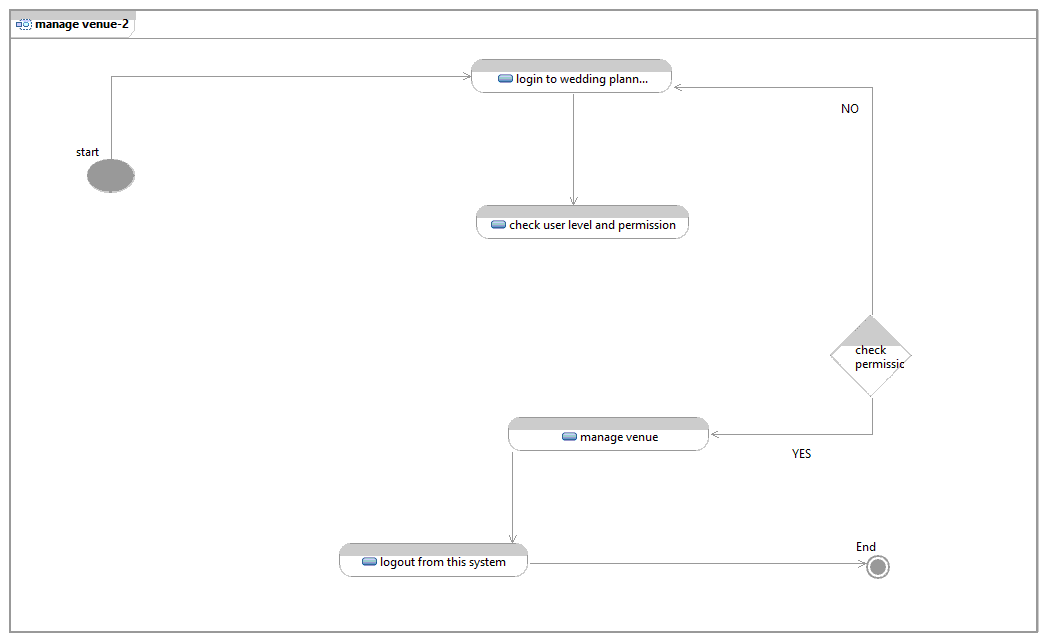 manage venue-2
login to wedding plann...
NO
start
check user level and permission
check
permissic
manage venue
YES
logout from this system
End